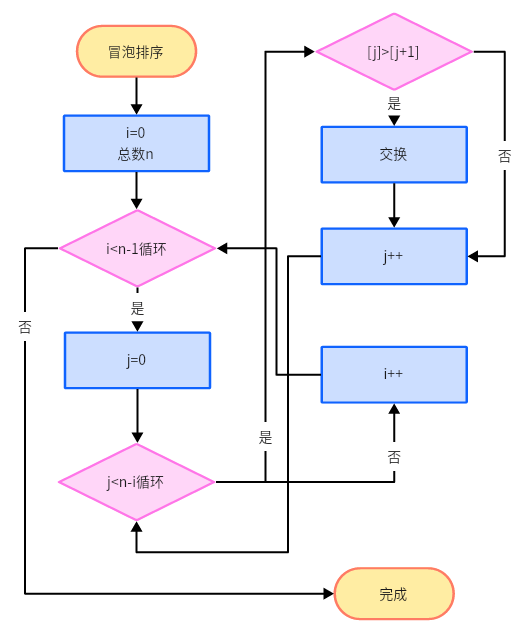 冒泡排序
i=0
总数n
i<n-1循环
是
否
j=0
j<n-i循环
是
[j]>[j+1]
是
否
交换
j++
i++
否
完成